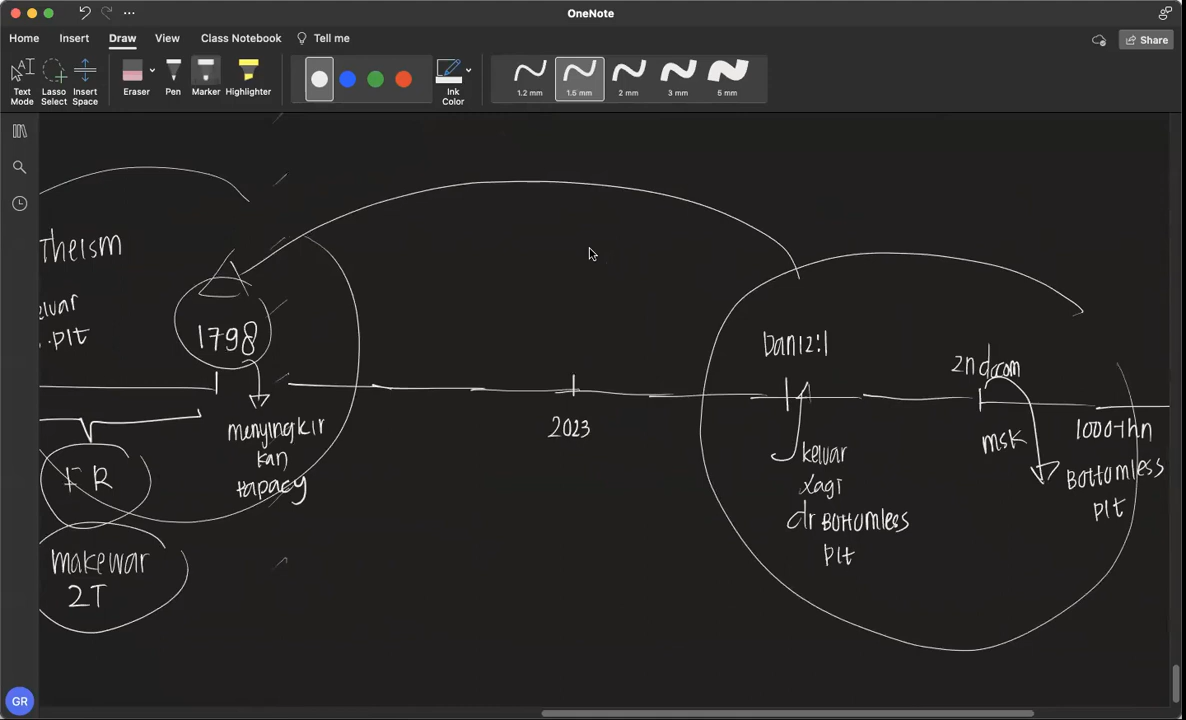 OneNote
Home Insert Draw View Class Notebook Tell me
Share
Text Mode
Lasso Select
Insert Space
Eraser
Pen
Marker
Highlighter
Ink Color
1.2 mm
1.5 mm
2 mm
3 mm
5 mm
Theism
eluar
..pit
1798
menyingkir
kan
papacy
FR
makewar
2T
2023
Dan12:1
keluar
lagi
dr Bottomless
pit
2nd com
msk
1000 thn
Bottomless
pit
GR